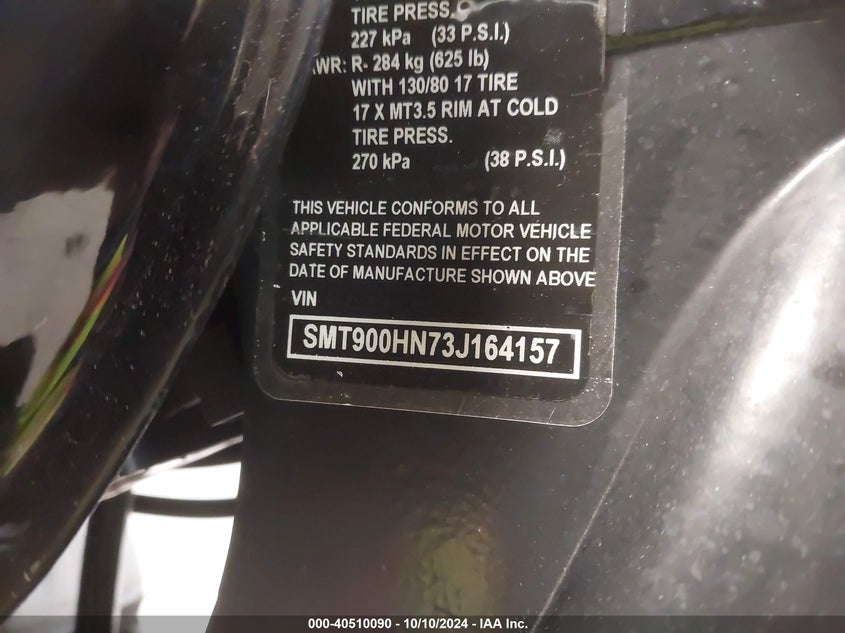 TIRE PRESS.
227 kPa (33 P.S.I.)
WR: R- 284 kg (625 lb)
WITH 130/80 17 TIRE
17 X MT3.5 RIM AT COLD
TIRE PRESS.
270 kPa (38 P.S.I.)
THIS VEHICLE CONFORMS TO ALL
APPLICABLE FEDERAL MOTOR VEHICLE
SAFETY STANDARDS IN EFFECT ON THE
DATE OF MANUFACTURE SHOWN ABOVE
VIN
SMT900HN73J164157
000-40510090 - 10/10/2024 - IAA Inc.